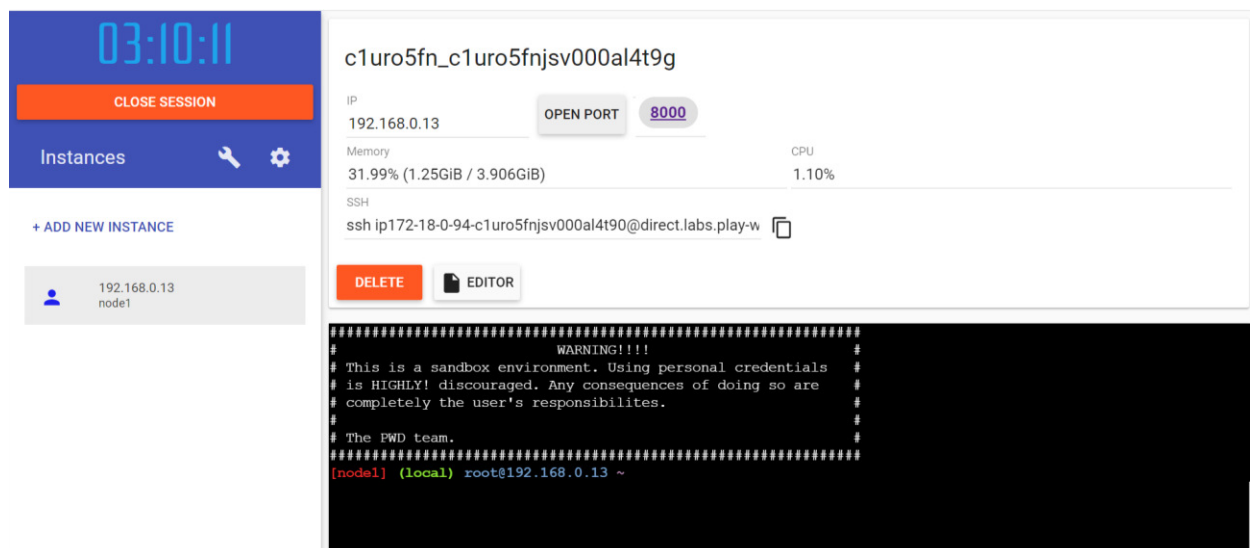 03:10:11
CLOSE SESSION
Instances
+ ADD NEW INSTANCE
192.168.0.13
node1
c1uro5fn_c1uro5fnjsv000al4t9g
IP
192.168.0.13
OPEN PORT
8000
Memory
31.99% (1.25GiB / 3.906GiB)
CPU
1.10%
SSH
ssh ip172-18-0-94-c1uro5fnjsv000al4t90@direct.labs.play-w
DELETE
EDITOR
###############################################################
#                          WARNING!!!!                        #
# This is a sandbox environment. Using personal credentials   #
# is HIGHLY! discouraged. Any consequences of doing so are    #
# completely the user's responsibilites.                      #
#                                                             #
# The PWD team.                                               #
###############################################################
[node1] (local) root@192.168.0.13 ~